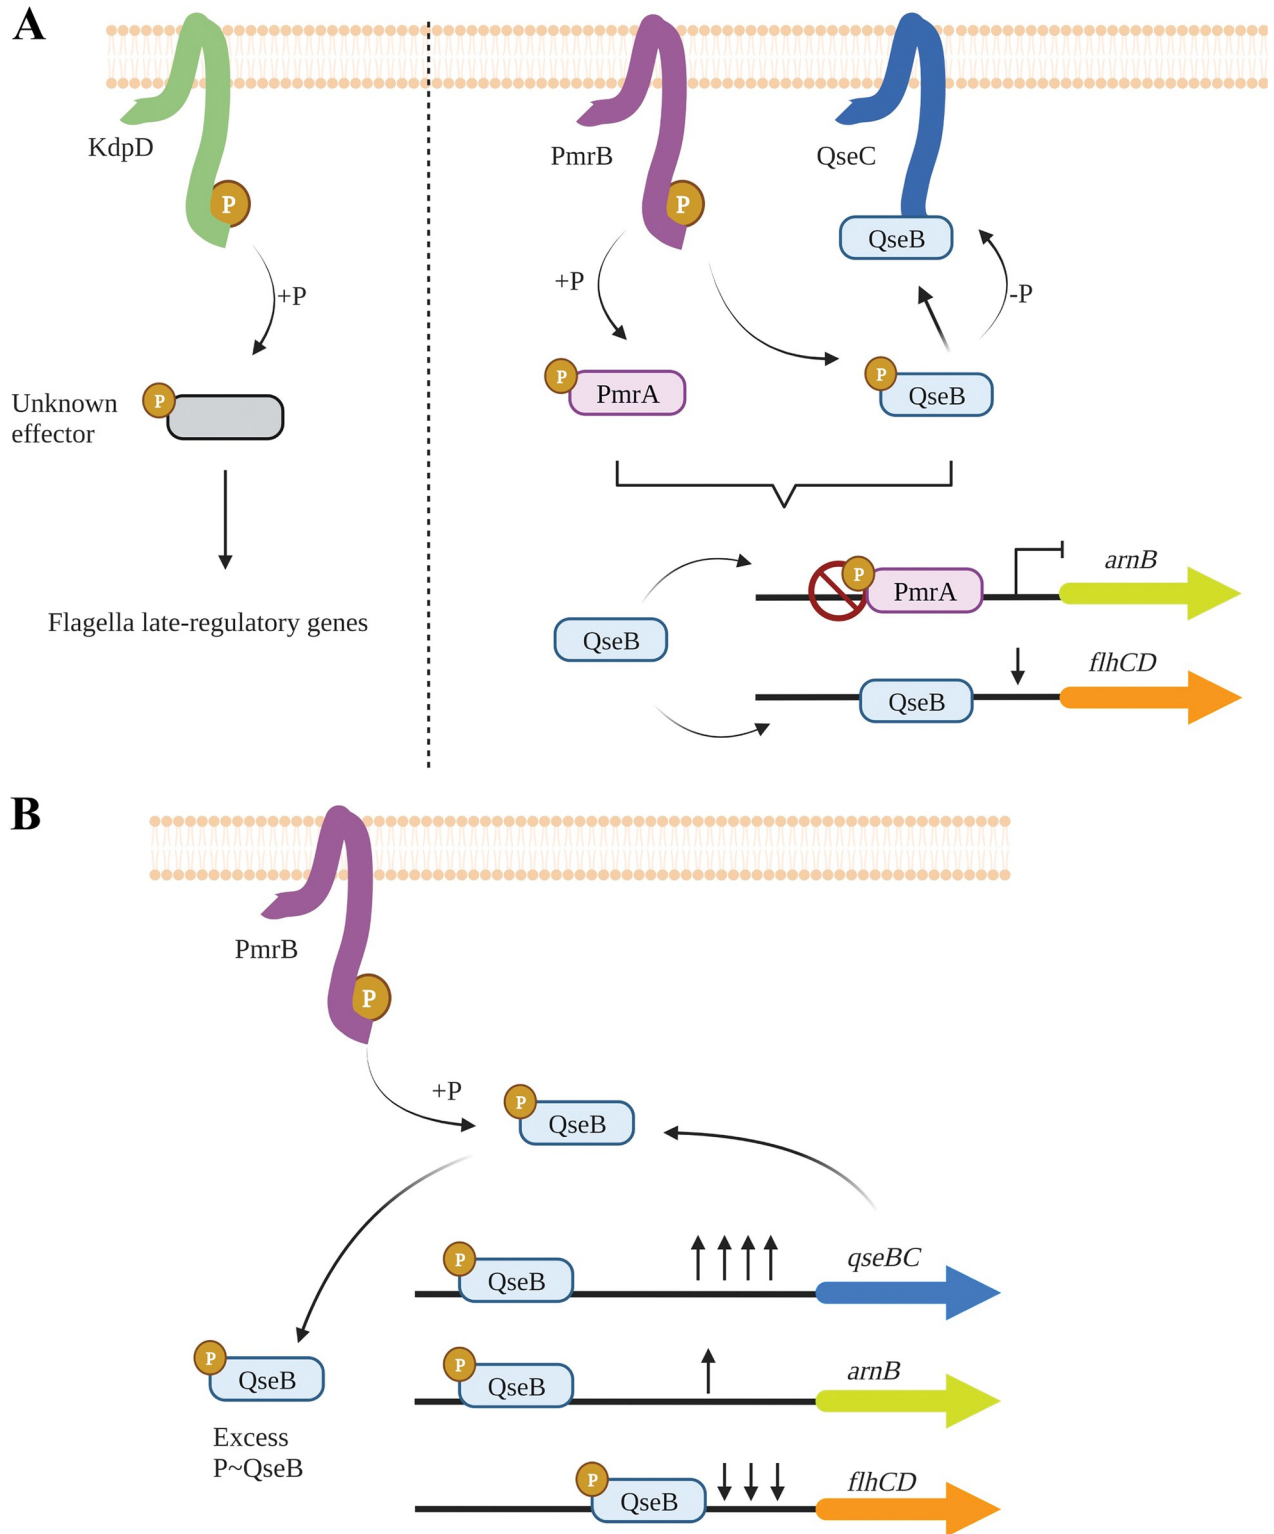 A
KdpD
P
+P
P
Unknown
effector
Flagella late-regulatory genes
PmrB
P
QseC
QseB
+P
-P
P
PmrA
P
QseB
QseB
P
PmrA
arnB
QseB
flhCD
B
PmrB
P
+P
P
QseB
P
QseB
qseBC
P
QseB
Excess
P~QseB
P
QseB
arnB
P
QseB
flhCD